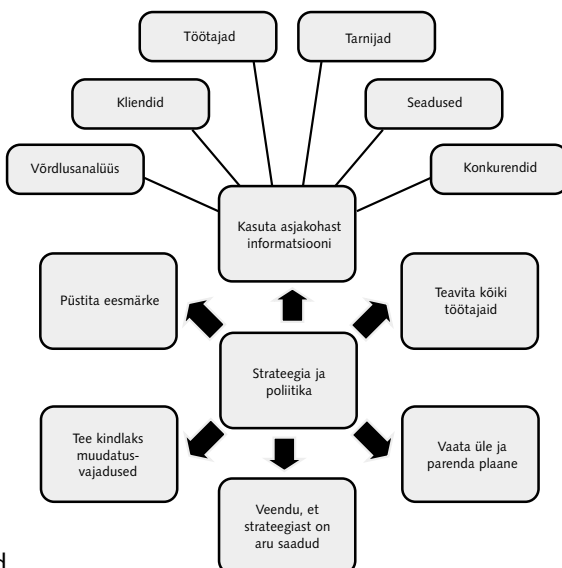 Töötajad
Tarnijad
Kliendid
Seadused
Võrdlusanalüüs
Konkurendid
Kasuta asjakohast
informatsiooni
Püstita eesmärke
Teavita kõiki
töötajaid
Strateegia ja
poliitika
Tee kindlaks
muudatus-
vajadused
Vaata üle ja
parenda plaane
Veendu, et
strateegiast on
aru saadud